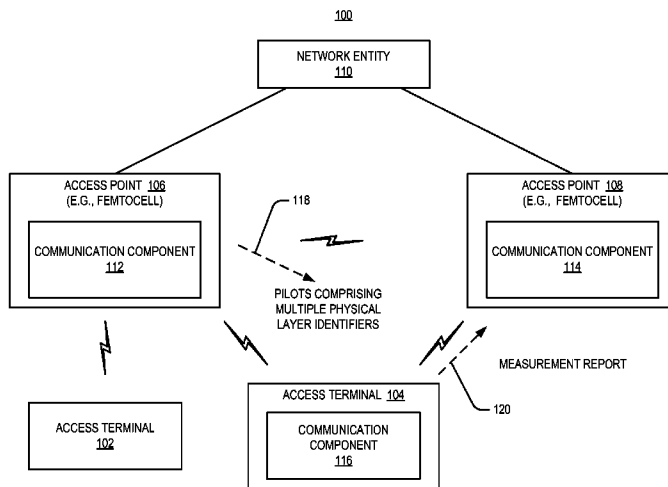 100
NETWORK ENTITY
110
ACCESS POINT 106
(E.G., FEMTOCELL)
COMMUNICATION COMPONENT
112
118
PILOTS COMPRISING
MULTIPLE PHYSICAL
LAYER IDENTIFIERS
ACCESS POINT 108
(E.G., FEMTOCELL)
COMMUNICATION COMPONENT
114
MEASUREMENT REPORT
120
ACCESS TERMINAL
102
ACCESS TERMINAL 104
COMMUNICATION
COMPONENT
116